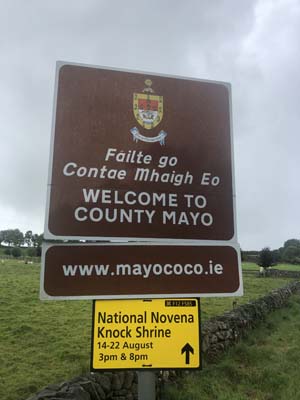 Fáilte go
Contae Mhaigh Eo
WELCOME TO
COUNTY MAYO
www.mayococo.ie
National Novena
Knock Shrine
14-22 August
3pm & 8pm